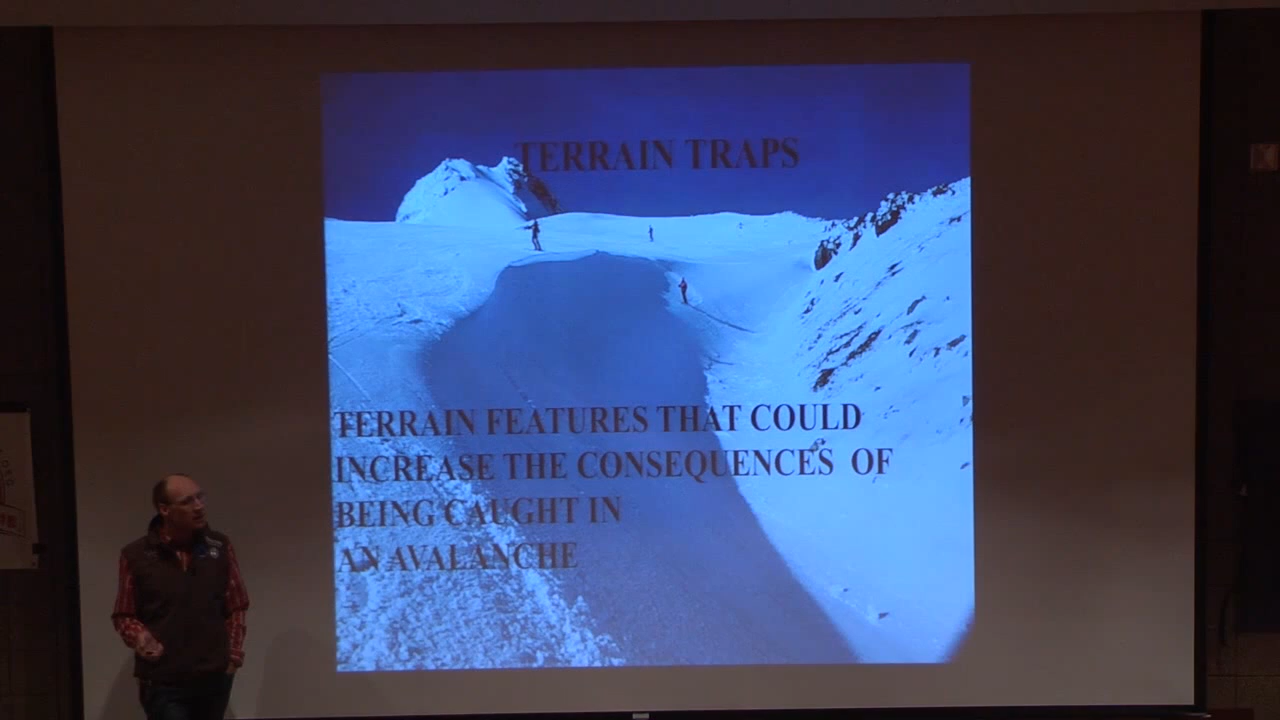 TERRAIN TRAPS
TERRAIN FEATURES THAT COULD
INCREASE THE CONSEQUENCES OF
BEING CAUGHT IN
AN AVALANCHE